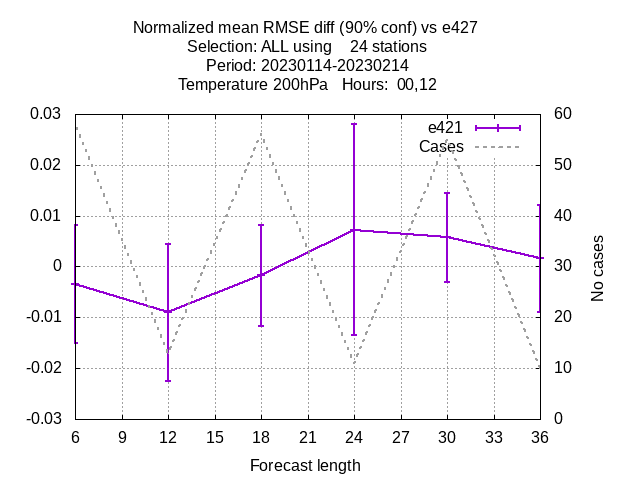 Normalized mean RMSE diff (90% conf) vs e427
Selection: ALL using    24 stations
Period: 20230114-20230214
Temperature 200hPa   Hours:  00,12
0.03
0.02
0.01
0
-0.01
-0.02
-0.03
e421
Cases
60
50
40
30
20
10
0
No cases
6 9 12 15 18 21 24 27 30 33 36
Forecast length